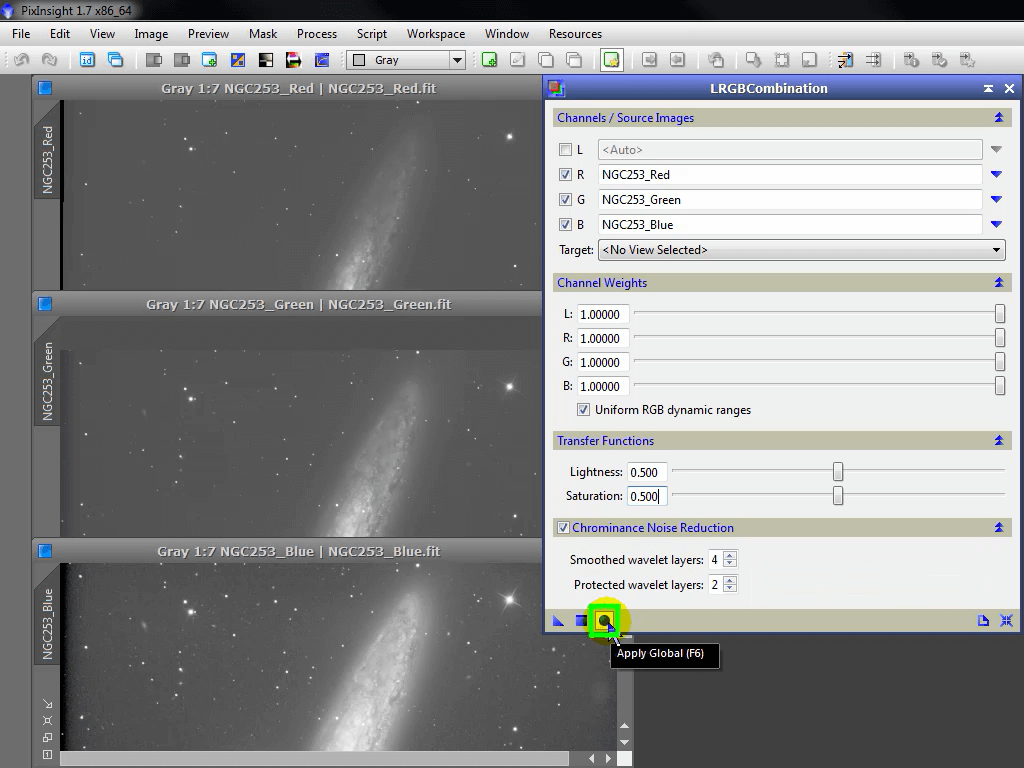 PixInsight 1.7 x86_64
File Edit View Image Preview Mask Process Script Workspace Window Resources
id
Gray
Gray 1:7 NGC253_Red | NGC253_Red.fit
NGC253_Red
Gray 1:7 NGC253_Green | NGC253_Green.fit
NGC253_Green
Gray 1:7 NGC253_Blue | NGC253_Blue.fit
NGC253_Blue
LRGBCombination
Channels / Source Images
L <Auto>
R NGC253_Red
G NGC253_Green
B NGC253_Blue
Target: <No View Selected>
Channel Weights
L: 1.00000
R: 1.00000
G: 1.00000
B: 1.00000
Uniform RGB dynamic ranges
Transfer Functions
Lightness: 0.500
Saturation: 0.500
Chrominance Noise Reduction
Smoothed wavelet layers: 4
Protected wavelet layers: 2
Apply Global (F6)